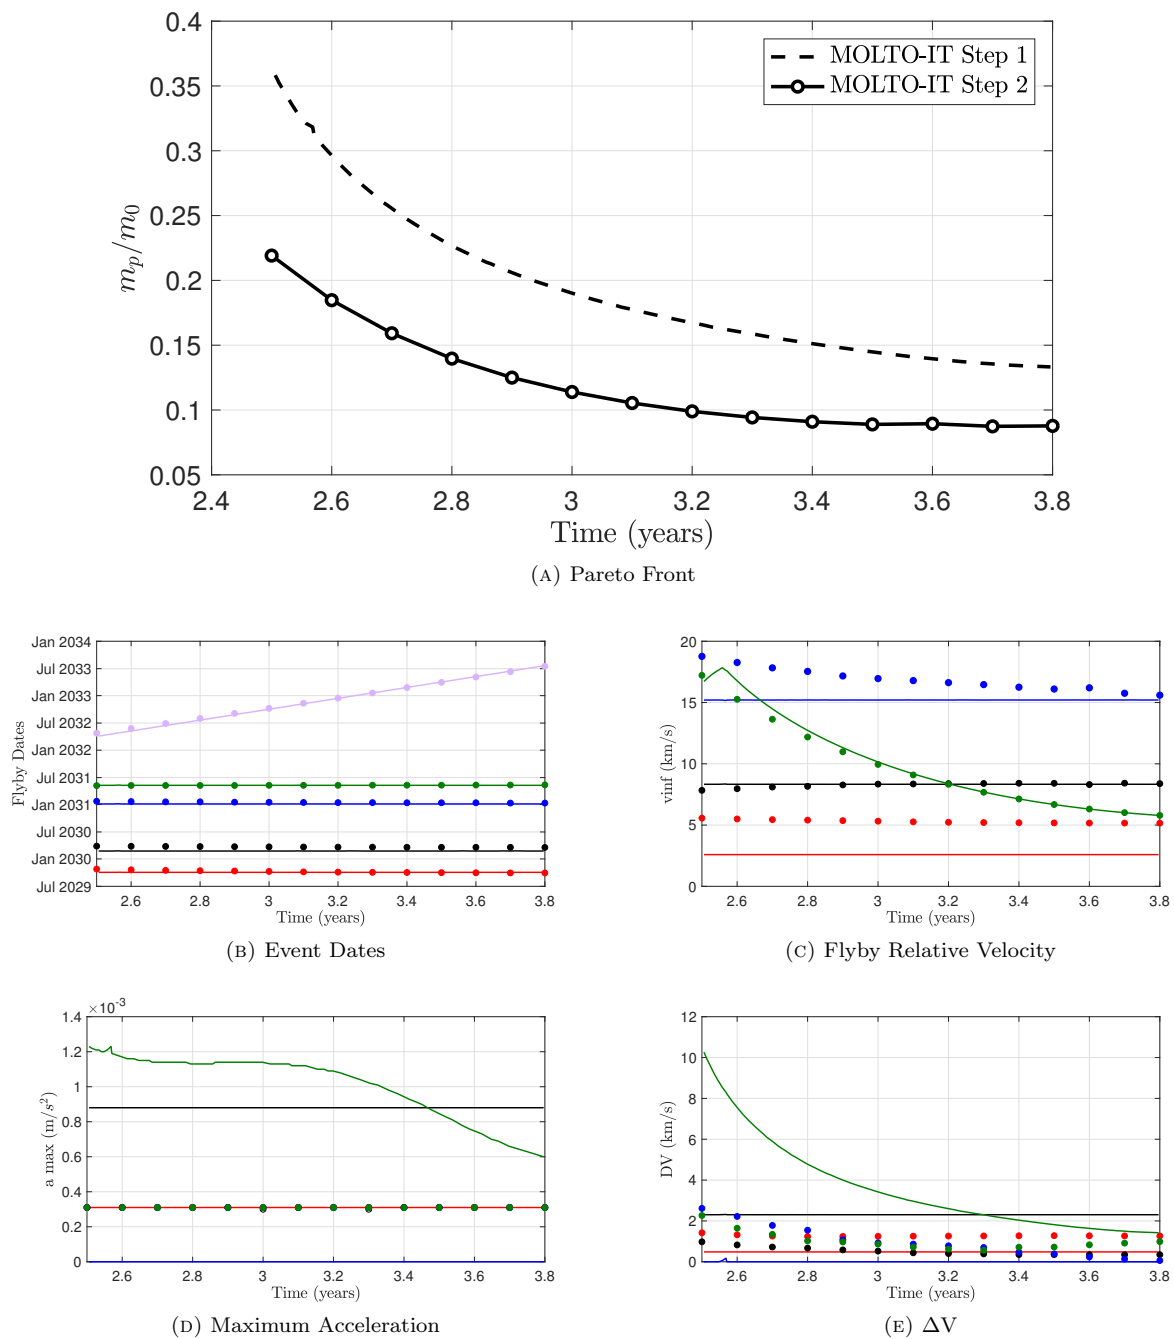 0.4
0.35
0.3
0.25
0.2
0.15
0.1
0.05
m_p/m_0
MOLTO-IT Step 1
MOLTO-IT Step 2
2.4 2.6 2.8 3 3.2 3.4 3.6 3.8
Time (years)
(A) Pareto Front
Jan 2034
Jul 2033
Jan 2033
Jul 2032
Jan 2032
Jul 2031
Jan 2031
Jul 2030
Jan 2030
Jul 2029
Flyby Dates
2.6 2.8 3 3.2 3.4 3.6 3.8
Time (years)
(B) Event Dates
20
15
10
5
0
vinf (km/s)
2.6 2.8 3 3.2 3.4 3.6 3.8
Time (years)
(C) Flyby Relative Velocity
×10⁻³
1.4
1.2
1
0.8
0.6
0.4
0.2
0
a max (m/s²)
2.6 2.8 3 3.2 3.4 3.6 3.8
Time (years)
(D) Maximum Acceleration
12
10
8
6
4
2
0
DV (km/s)
2.6 2.8 3 3.2 3.4 3.6 3.8
Time (years)
(E) ΔV